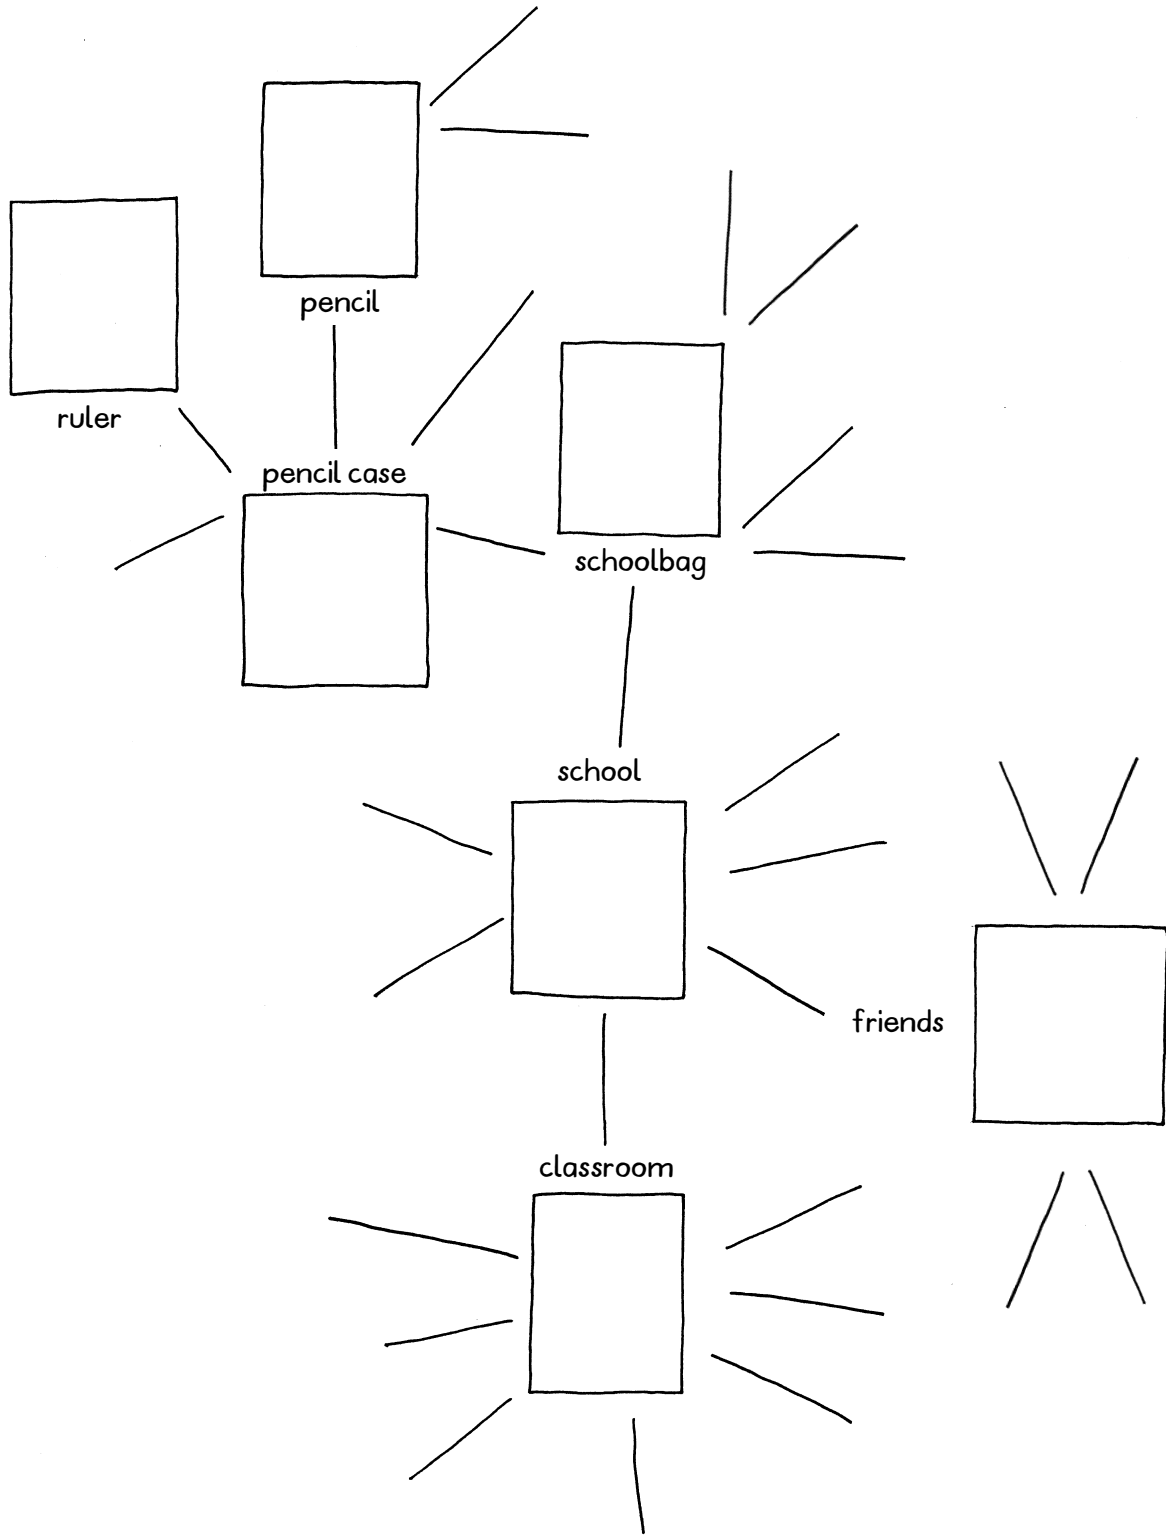 pencil
ruler
pencil case
schoolbag
school
friends
classroom